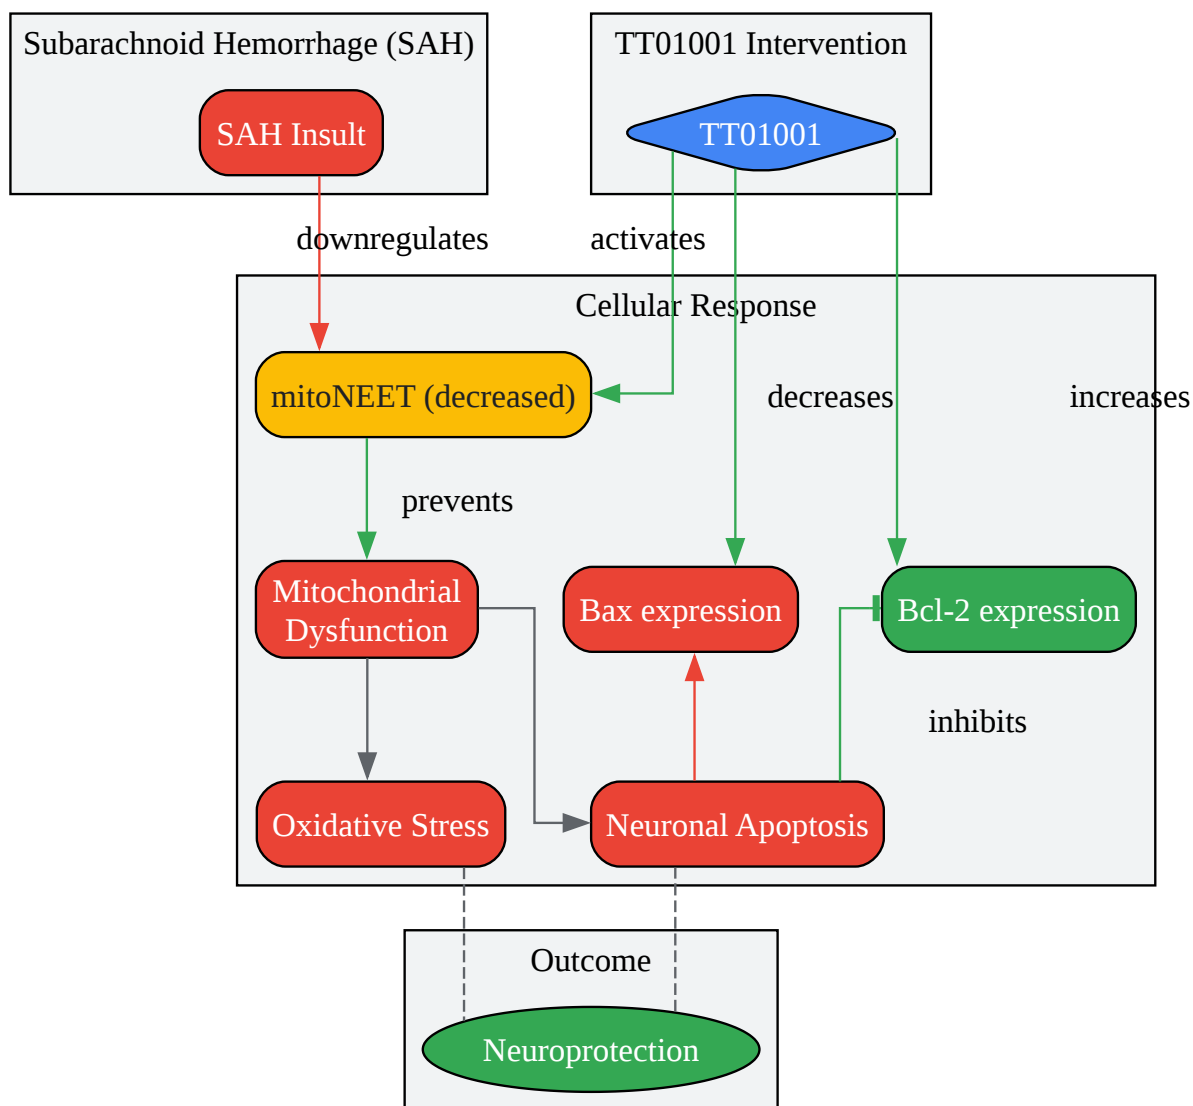 Subarachnoid Hemorrhage (SAH)
TT01001 Intervention
SAH Insult
TT01001
downregulates
activates
Cellular Response
mitoNEET (decreased)
decreases
increases
prevents
Mitochondrial
Dysfunction
Bax expression
Bcl-2 expression
inhibits
Oxidative Stress
Neuronal Apoptosis
Outcome
Neuroprotection